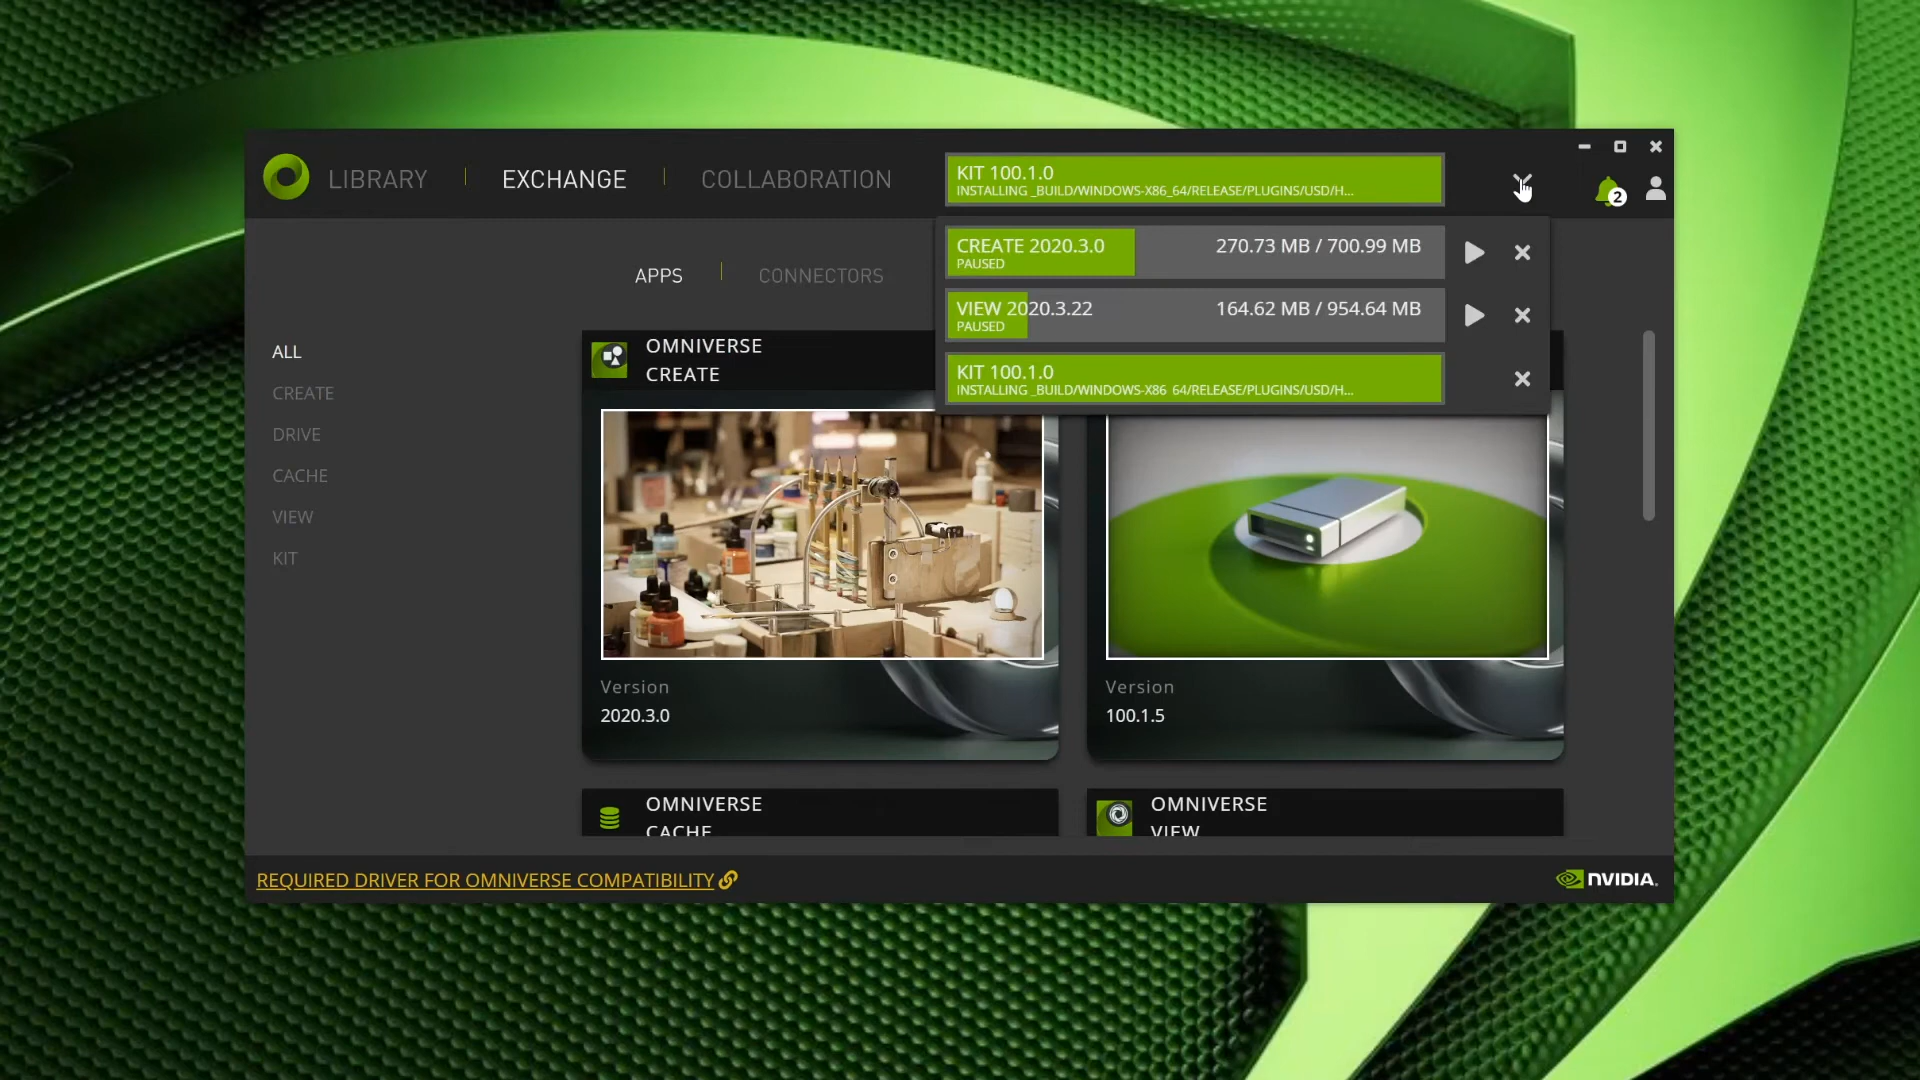 LIBRARY
EXCHANGE
COLLABORATION
KIT 100.1.0
INSTALLING _BUILD/WINDOWS-X86_64/RELEASE/PLUGINS/USD/H...
2
CREATE 2020.3.0
270.73 MB / 700.99 MB
PAUSED
VIEW 2020.3.22
164.62 MB / 954.64 MB
PAUSED
KIT 100.1.0
INSTALLING _BUILD/WINDOWS-X86_64/RELEASE/PLUGINS/USD/H...
APPS
CONNECTORS
ALL
CREATE
DRIVE
CACHE
VIEW
KIT
OMNIVERSE
CREATE
Version
2020.3.0
Version
100.1.5
OMNIVERSE
CACHE
OMNIVERSE
VIEW
REQUIRED DRIVER FOR OMNIVERSE COMPATIBILITY
NVIDIA.